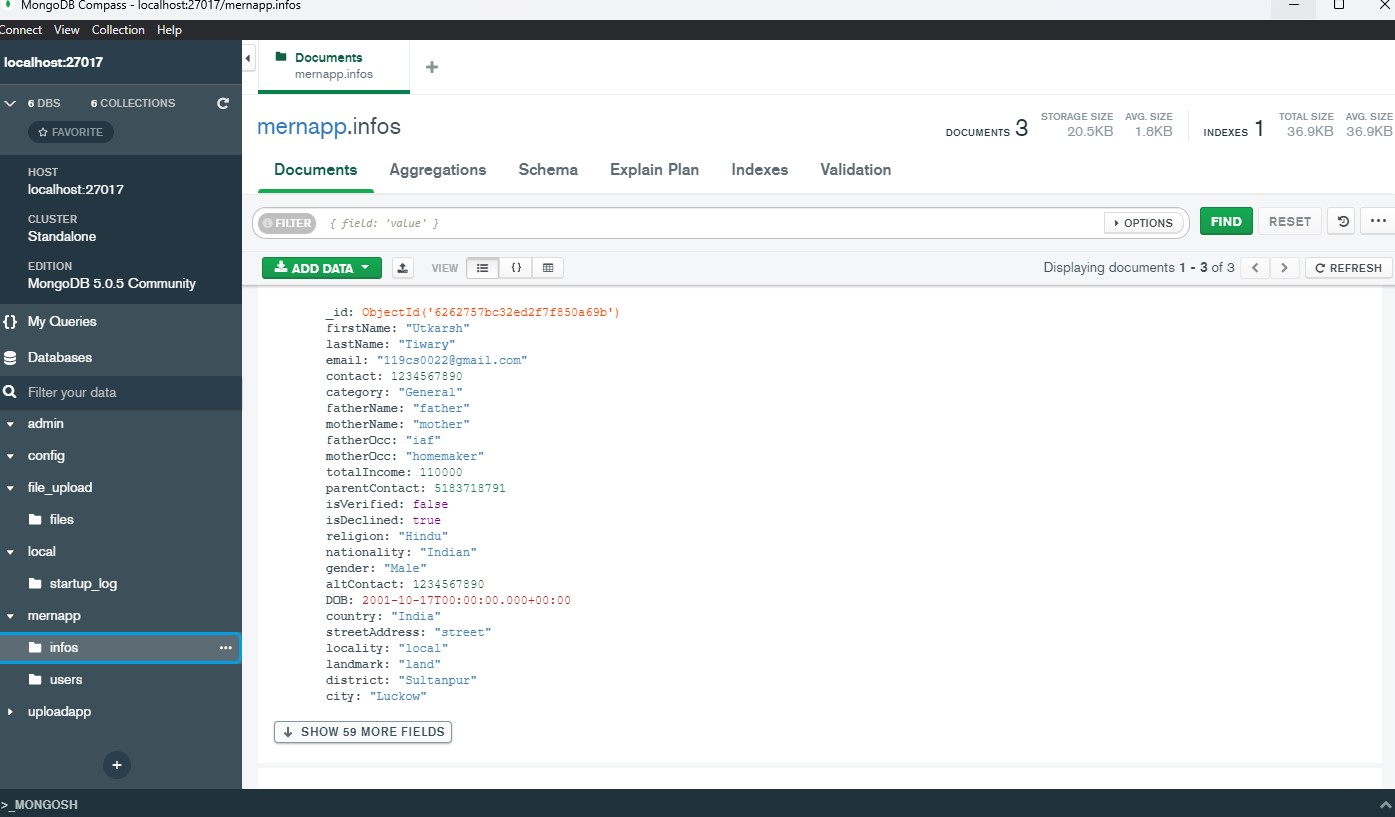 MongoDB Compass - localhost:27017/mernapp.infos
Connect View Collection Help
localhost:27017
6 DBS 6 COLLECTIONS
FAVORITE
HOST
localhost:27017
CLUSTER
Standalone
EDITION
MongoDB 5.0.5 Community
{} My Queries
Databases
Filter your data
admin
config
file_upload
files
local
startup_log
mernapp
infos ...
users
uploadapp
+
Documents
mernapp.infos
+
mernapp.infos
DOCUMENTS 3 STORAGE SIZE 20.5KB AVG. SIZE 1.8KB INDEXES 1 TOTAL SIZE 36.9KB AVG. SIZE 36.9KB
Documents Aggregations Schema Explain Plan Indexes Validation
FILTER { field: 'value' } OPTIONS FIND RESET ...
ADD DATA VIEW {} Displaying documents 1 - 3 of 3 < > REFRESH
_id: ObjectId('6262757bc32ed2f7f850a69b')
firstName: "Utkarsh"
lastName: "Tiwary"
email: "119cs0022@gmail.com"
contact: 1234567890
category: "General"
fatherName: "father"
motherName: "mother"
fatherOcc: "iaf"
motherOcc: "homemaker"
totalIncome: 110000
parentContact: 5183718791
isVerified: false
isDeclined: true
religion: "Hindu"
nationality: "Indian"
gender: "Male"
altContact: 1234567890
DOB: 2001-10-17T00:00:00.000+00:00
country: "India"
streetAddress: "street"
locality: "local"
landmark: "land"
district: "Sultanpur"
city: "Luckow"
SHOW 59 MORE FIELDS
>_MONGOSH